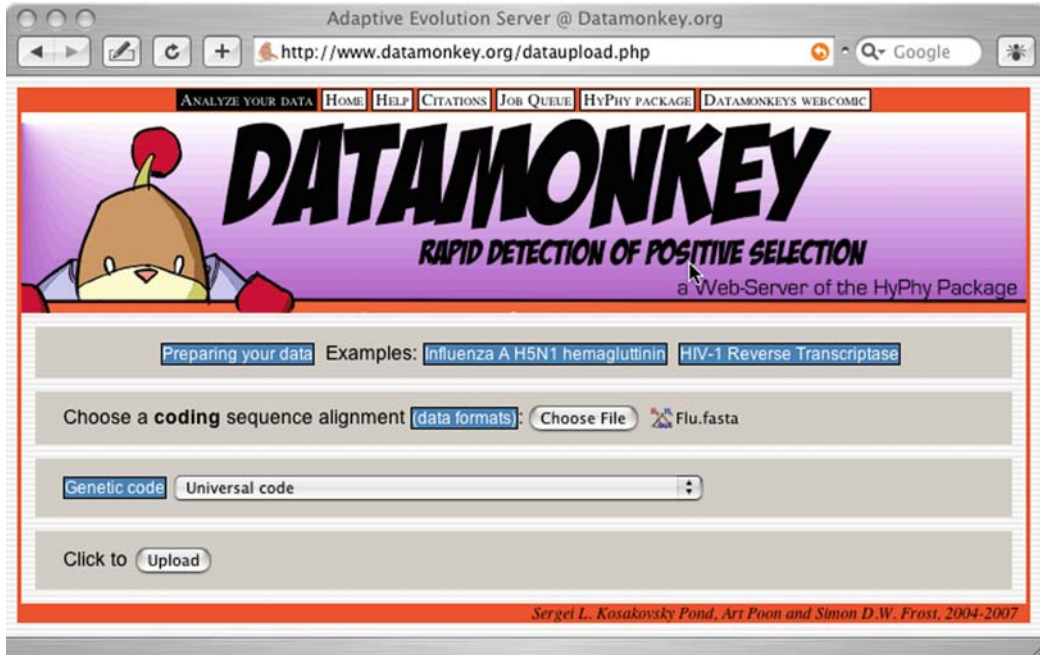 Adaptive Evolution Server @ Datamonkey.org
http://www.datamonkey.org/dataupload.php
Google
ANALYZE YOUR DATA HOME HELP CITATIONS JOB QUEUE HYPHY PACKAGE DATAMONKEYS WEBCOMIC
DATAMONKEY
RAPID DETECTION OF POSITIVE SELECTION
a Web-Server of the HyPhy Package
Preparing your data Examples: Influenza A H5N1 hemagluttinin HIV-1 Reverse Transcriptase
Choose a coding sequence alignment (data formats): Choose File Flu.fasta
Genetic code Universal code
Click to Upload
Sergei L. Kosakovsky Pond, Art Poon and Simon D.W. Frost, 2004-2007